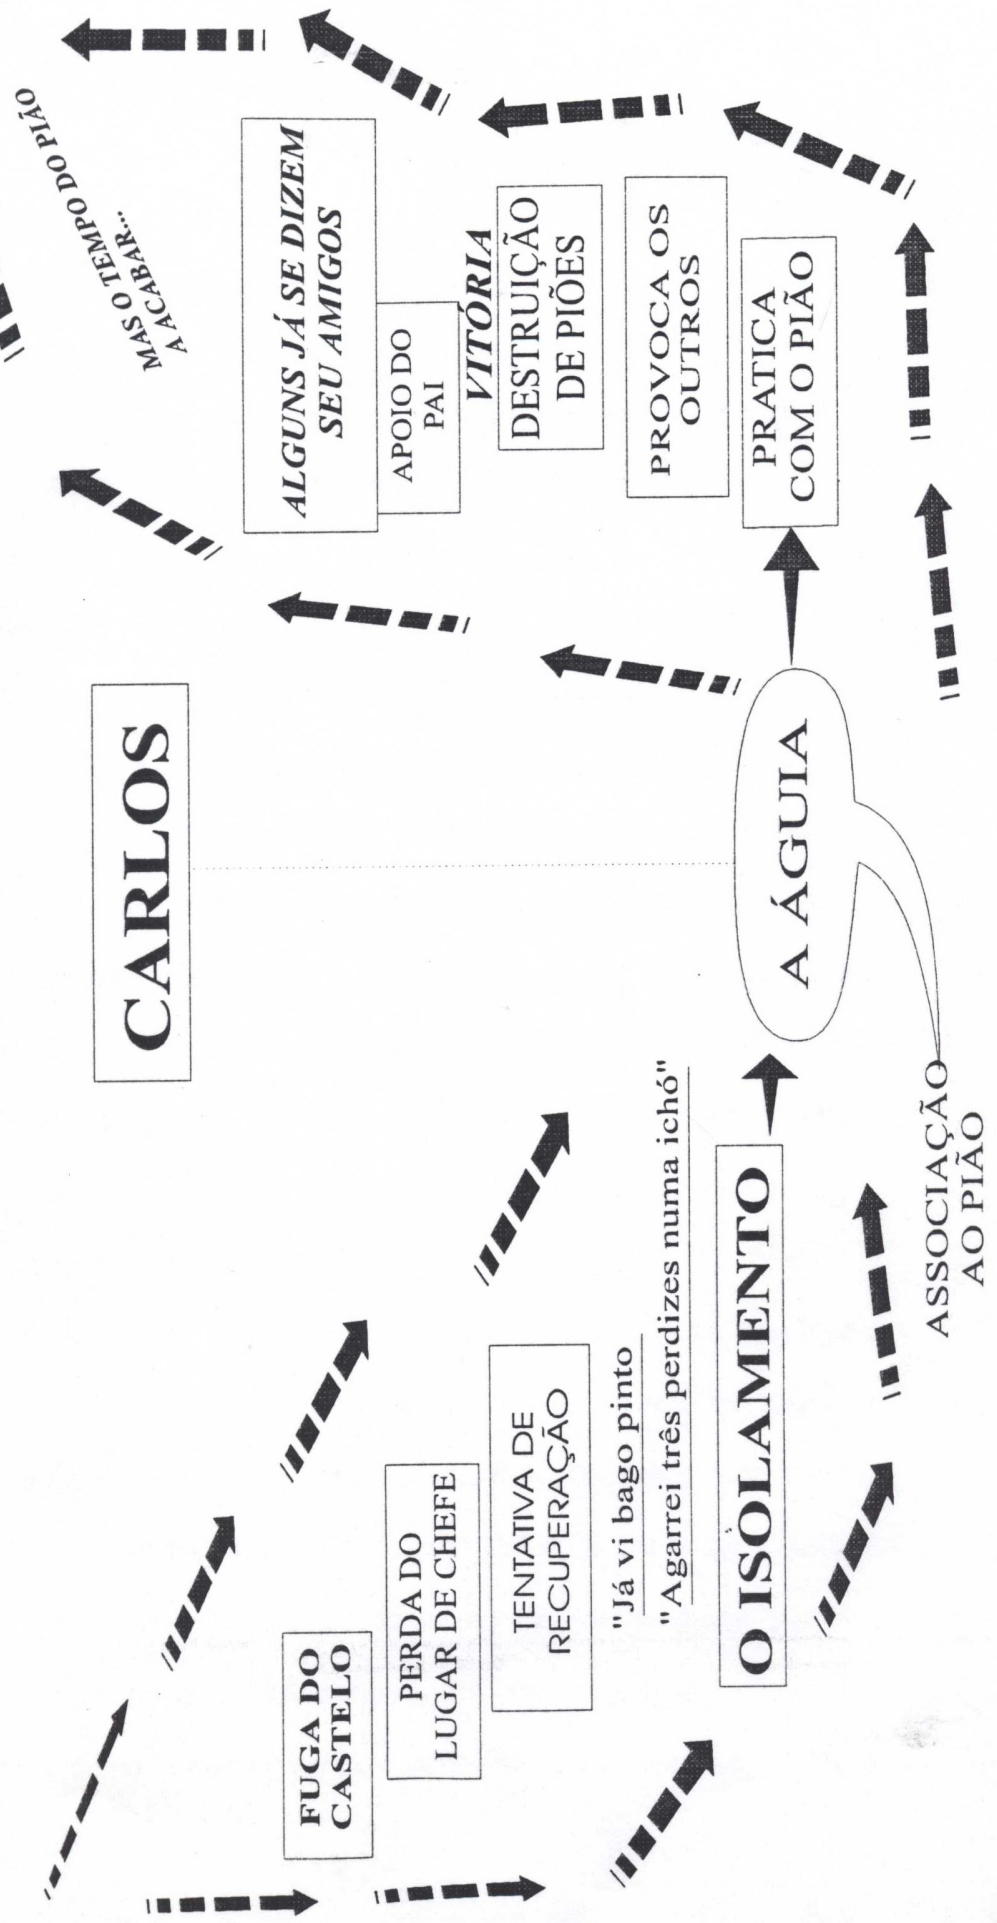 CARLOS
FUGA DO
CASTELO
PERDA DO
LUGAR DE CHEFE
TENTATIVA DE
RECUPERAÇÃO
"Já vi bago pinto
"Agarrei três perdizes numa ichó"
O ISOLAMENTO
A ÁGUIA
ASSOCIAÇÃO
AO PIÃO
PRATICA
COM O PIÃO
PROVOCA OS
OUTROS
DESTRUIÇÃO
DE PIÕES
VITÓRIA
APOIO DO
PAI
ALGUNS JÁ SE DIZEM
SEU AMIGOS
MAS O TEMPO DO PIÃO
A ACABAR...